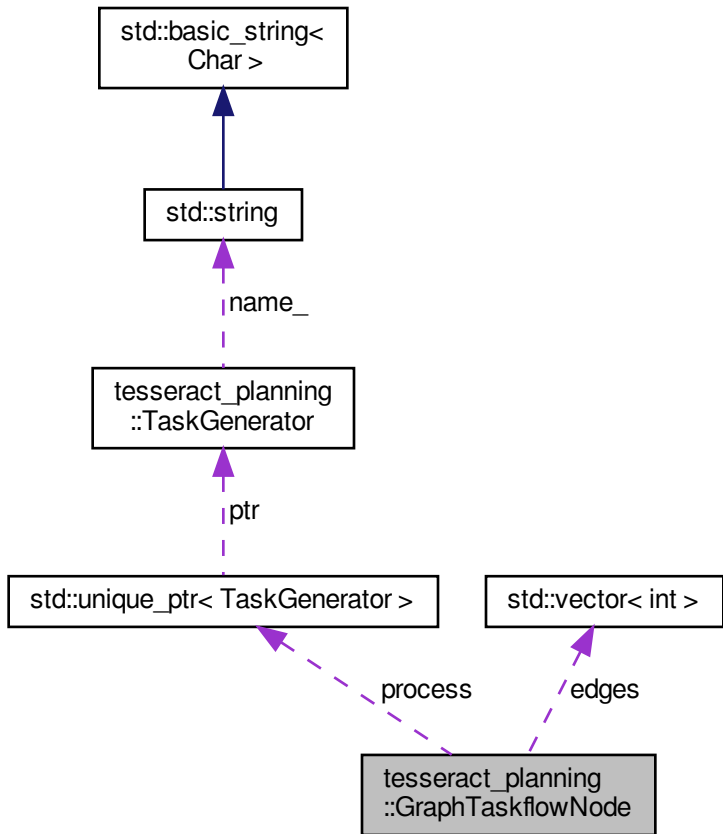 std::basic_string<
Char >
std::string
name_
tesseract_planning
::TaskGenerator
ptr
std::unique_ptr< TaskGenerator >
std::vector< int >
process
edges
tesseract_planning
::GraphTaskflowNode